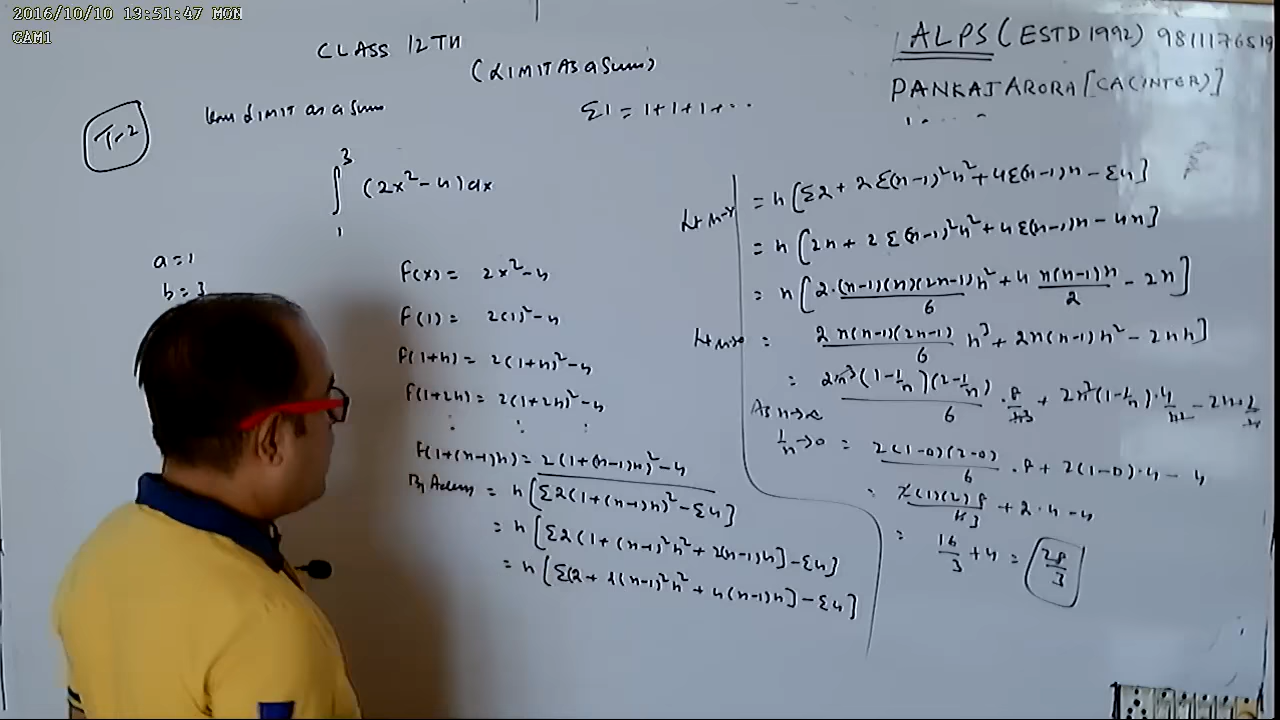 2016/10/10 13:51:47 MON
CAM1
CLASS 12TH
(LIMIT AS a Sum)
ALPS (ESTD 1992) 9811176519
PANKAJ ARORA [CA(INTER)]
T-2
LIMIT as a Sum
Σ1 = 1+1+1+...
∫₁³ (2x²-4)dx
a=1
b=3
f(x) = 2x²-4
f(1) = 2(1)²-4
f(1+h) = 2(1+h)²-4
f(1+2h) = 2(1+2h)²-4
f(1+(n-1)h) = 2(1+(n-1)h)²-4
By Adding = h[Σ2(1+(n-1)h)²-Σ4]
= h[Σ2(1+(n-1)²h²+2(n-1)h]-Σ4]
= h[Σ(2+2(n-1)²h²+4(n-1)h]-Σ4]
= h[Σ2+2Σ(n-1)²h²+4Σ(n-1)h-Σ4]
= h[2n+2Σ(n-1)²h²+4Σ(n-1)h-4n]
= h[2·(n-1)(n)(2n-1)/6 h²+4 n(n-1)h/2 - 2n]
= 2n(n-1)(2n-1)/6 h³+2n(n-1)h²-2nh]
= 2n³(1-1/n)(2-1/n)/6 · 8/n³ + 2n²(1-1/n)·4/n² - 2n·2/n
As n→∞
1/n→0 = 2(1-0)(2-0)/6 ·8+2(1-0)·4-4
= 2(1)(2)8/6 3 +2·4-4
= 16/3 +4 = 28/3